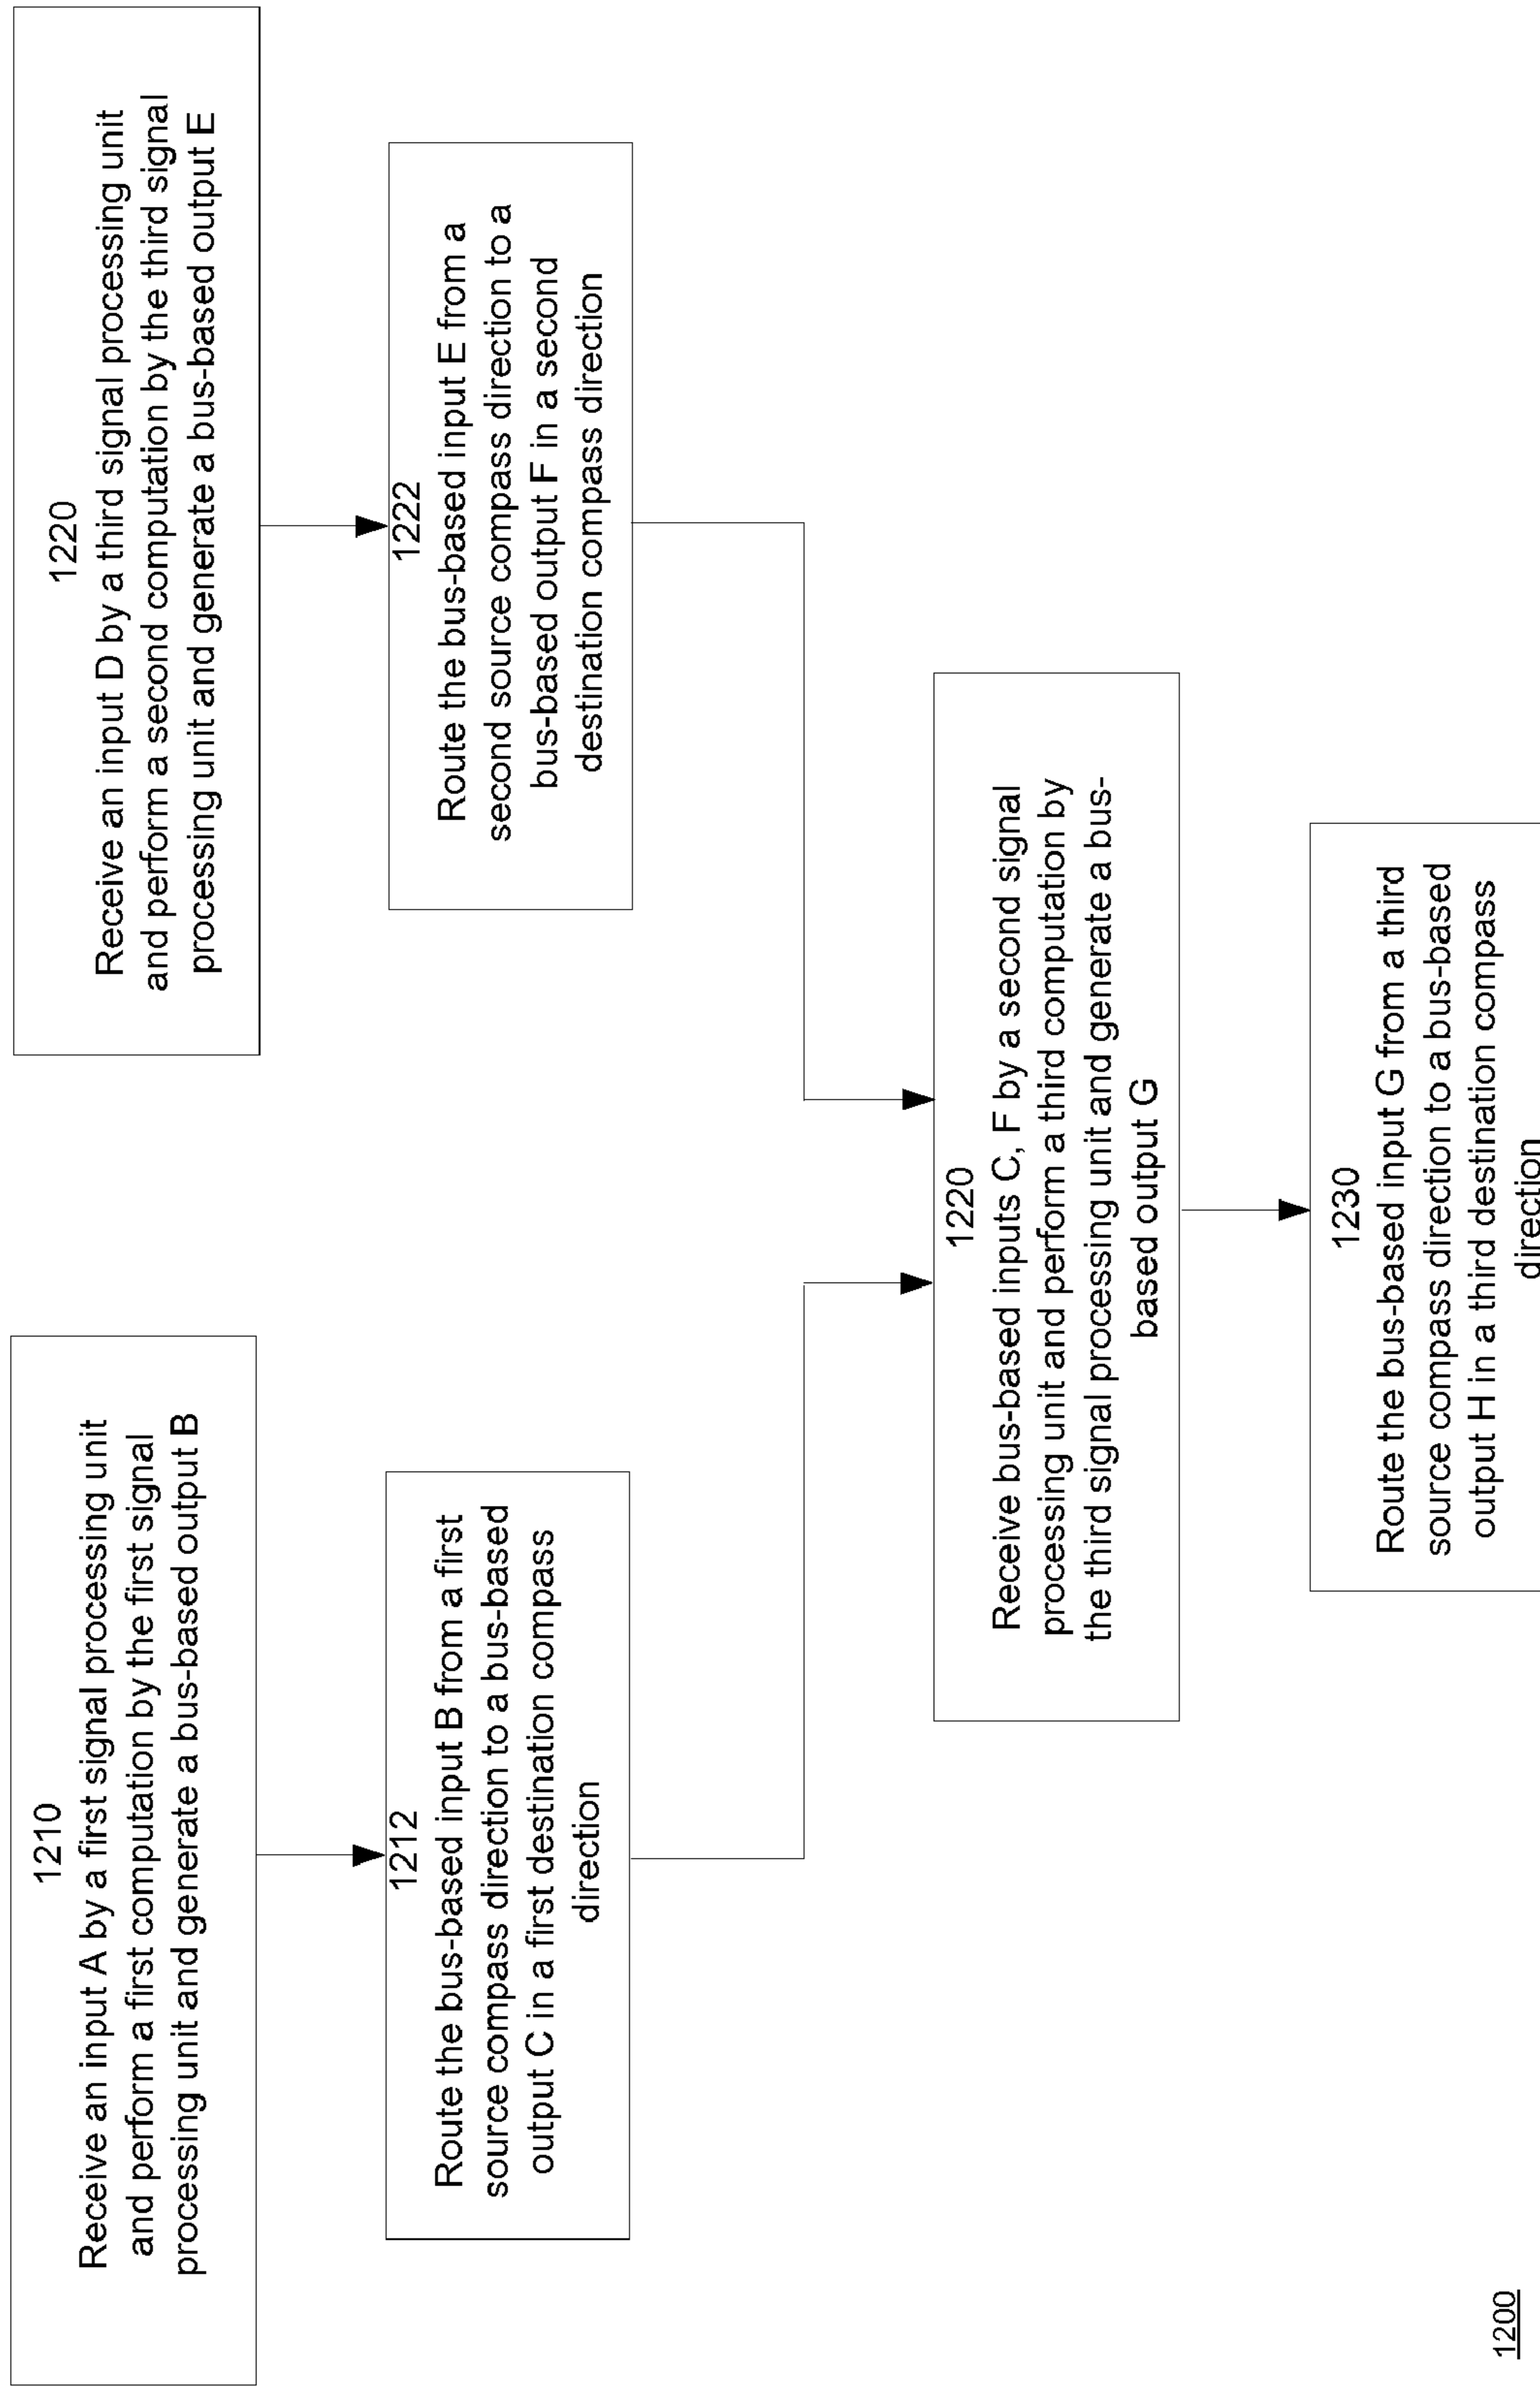 1210
Receive an input A by a first signal processing unit
and perform a first computation by the first signal
processing unit and generate a bus-based output B
1220
Receive an input D by a third signal processing unit
and perform a second computation by the third signal
processing unit and generate a bus-based output E
1212
Route the bus-based input B from a first
source compass direction to a bus-based
output C in a first destination compass
direction
1222
Route the bus-based input E from a
second source compass direction to a
bus-based output F in a second
destination compass direction
1220
Receive bus-based inputs C, F by a second signal
processing unit and perform a third computation by
the third signal processing unit and generate a bus-
based output G
1230
Route the bus-based input G from a third
source compass direction to a bus-based
output H in a third destination compass
direction
1200